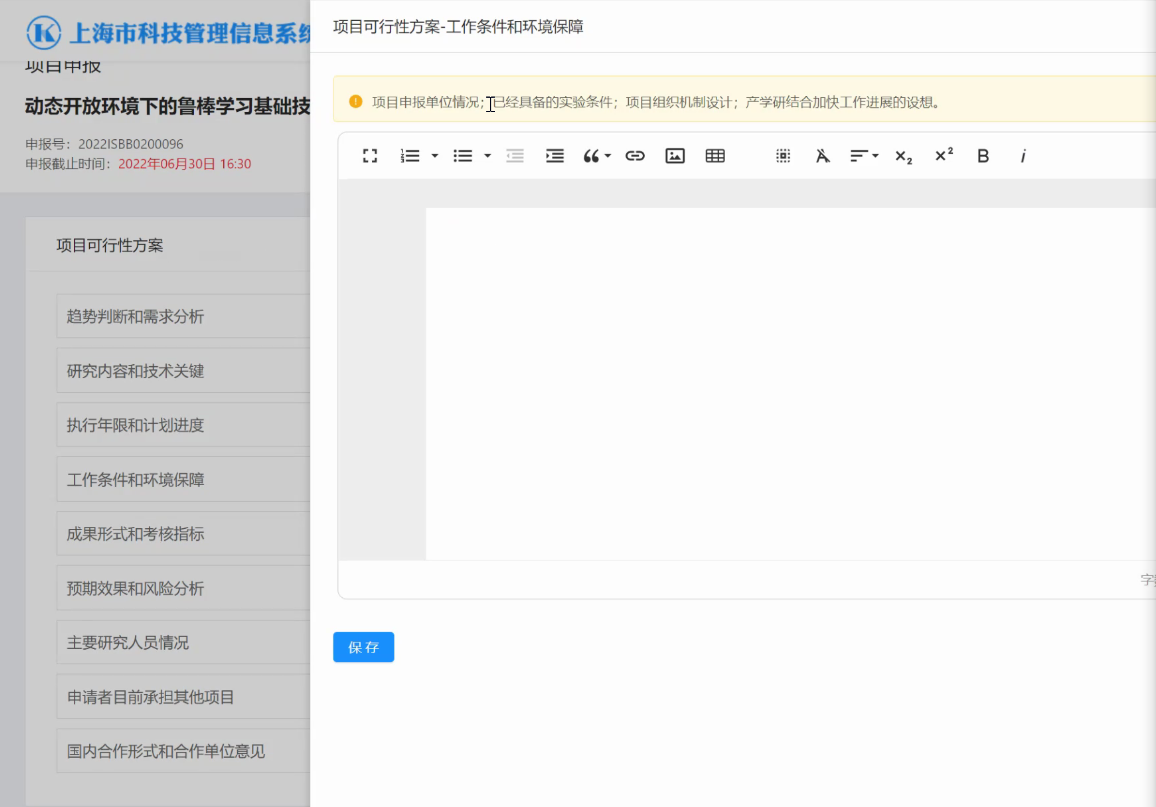 上海市科技管理信息系统
项目申报
动态开放环境下的鲁棒学习基础技
申报号：2022ISBB0200096
申报截止时间：2022年06月30日 16:30
项目可行性方案
趋势判断和需求分析
研究内容和技术关键
执行年限和计划进度
工作条件和环境保障
成果形式和考核指标
预期效果和风险分析
主要研究人员情况
申请者目前承担其他项目
国内合作形式和合作单位意见
项目可行性方案-工作条件和环境保障
项目申报单位情况；已经具备的实验条件；项目组织机制设计；产学研结合加快工作进展的设想。
字
保 存